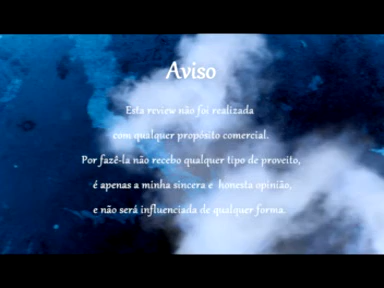 Aviso
Esta review não foi realizada
com qualquer propósito comercial.
Por fazê-la não recebo qualquer tipo de proveito,
é apenas a minha sincera e honesta opinião,
e não será influenciada de qualquer forma.